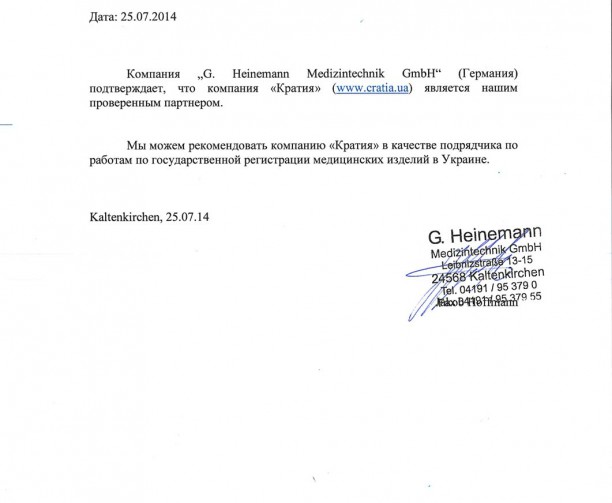 Дата: 25.07.2014
Компания „G. Heinemann Medizintechnik GmbH“ (Германия)
подтверждает, что компания «Кратия» (www.cratia.ua) является нашим
проверенным партнером.
Мы можем рекомендовать компанию «Кратия» в качестве подрядчика по
работам по государственной регистрации медицинских изделий в Украине.
Kaltenkirchen, 25.07.14
G. Heinemann
Medizintechnik GmbH
Leibnizstraße 13-15
24568 Kaltenkirchen
Tel. 04191 / 95 379 0
Fax 04191 / 95 379 55
Hoffmann